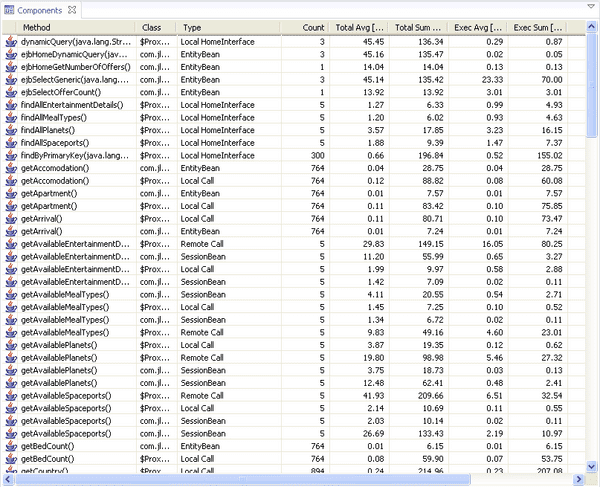 Components
Method Class Type Count Total Avg [... Total Sum ... Exec Avg [... Exec Sum [...
dynamicQuery(java.lang.Str... $Prox... Local HomeInterface 3 45.45 136.34 0.29 0.87
ejbHomeDynamicQuery(jav... com.jl... EntityBean 3 45.16 135.47 0.02 0.05
ejbHomeGetNumberOfOffers() com.jl... EntityBean 1 14.04 14.04 0.13 0.13
ejbSelectGeneric(java.lang... com.jl... EntityBean 3 45.14 135.42 23.33 70.00
ejbSelectOfferCount() com.jl... EntityBean 1 13.92 13.92 3.01 3.01
findAllEntertainmentDetails() $Prox... Local HomeInterface 5 1.27 6.33 0.99 4.93
findAllMealTypes() $Prox... Local HomeInterface 5 1.20 6.02 0.93 4.63
findAllPlanets() $Prox... Local HomeInterface 5 3.57 17.85 3.23 16.15
findAllSpaceports() $Prox... Local HomeInterface 5 1.88 9.39 1.47 7.37
findByPrimaryKey(java.lang... $Prox... Local HomeInterface 300 0.66 196.84 0.52 155.02
getAccomodation() com.jl... EntityBean 764 0.04 28.75 0.04 28.75
getAccomodation() $Prox... Local Call 764 0.12 88.82 0.08 60.08
getApartment() com.jl... EntityBean 764 0.01 7.57 0.01 7.57
getApartment() $Prox... Local Call 764 0.11 83.42 0.10 75.85
getArrival() $Prox... Local Call 764 0.11 80.71 0.10 73.47
getArrival() com.jl... EntityBean 764 0.01 7.24 0.01 7.24
getAvailableEntertainmentD... $Prox... Remote Call 5 29.83 149.15 16.05 80.25
getAvailableEntertainmentD... com.jl... SessionBean 5 11.20 55.99 0.65 3.27
getAvailableEntertainmentD... $Prox... Local Call 5 1.99 9.97 0.58 2.88
getAvailableEntertainmentD... com.jl... SessionBean 5 1.42 7.09 0.02 0.11
getAvailableMealTypes() com.jl... SessionBean 5 4.11 20.55 0.54 2.71
getAvailableMealTypes() $Prox... Local Call 5 1.45 7.25 0.10 0.52
getAvailableMealTypes() com.jl... SessionBean 5 1.34 6.72 0.02 0.11
getAvailableMealTypes() $Prox... Remote Call 5 9.83 49.16 4.60 23.01
getAvailablePlanets() $Prox... Local Call 5 3.87 19.35 0.12 0.62
getAvailablePlanets() $Prox... Remote Call 5 19.80 98.98 5.46 27.32
getAvailablePlanets() com.jl... SessionBean 5 3.75 18.73 0.03 0.13
getAvailablePlanets() com.jl... SessionBean 5 12.48 62.41 0.48 2.41
getAvailableSpaceports() $Prox... Remote Call 5 41.93 209.66 6.51 32.54
getAvailableSpaceports() $Prox... Local Call 5 2.14 10.69 0.11 0.55
getAvailableSpaceports() com.jl... SessionBean 5 2.03 10.14 0.02 0.11
getAvailableSpaceports() com.jl... SessionBean 5 26.69 133.43 2.19 10.97
getBedCount() com.jl... EntityBean 764 0.01 6.15 0.01 6.15
getBedCount() $Prox... Local Call 764 0.08 59.90 0.07 53.75
getCountry() $Prox... Local Call 894 0.24 214.96 0.23 207.08